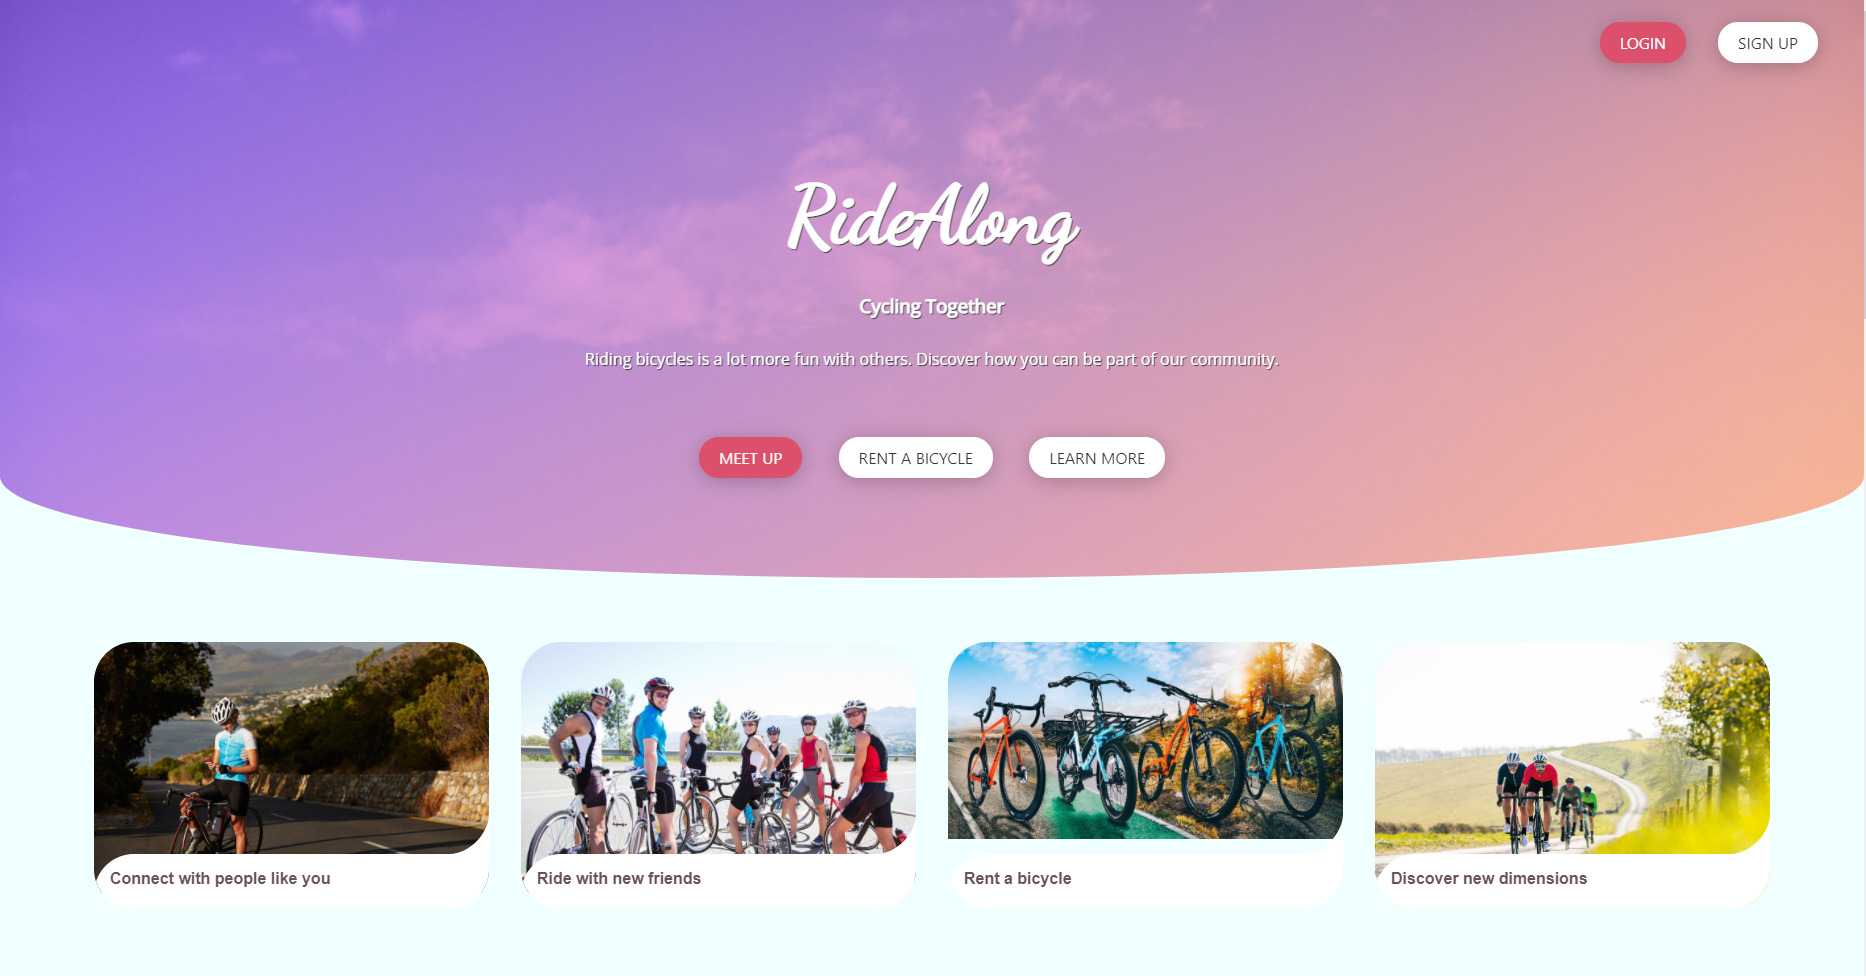 LOGIN
SIGN UP
RideAlong
Cycling Together
Riding bicycles is a lot more fun with others. Discover how you can be part of our community.
MEET UP
RENT A BICYCLE
LEARN MORE
Connect with people like you
Ride with new friends
Rent a bicycle
Discover new dimensions